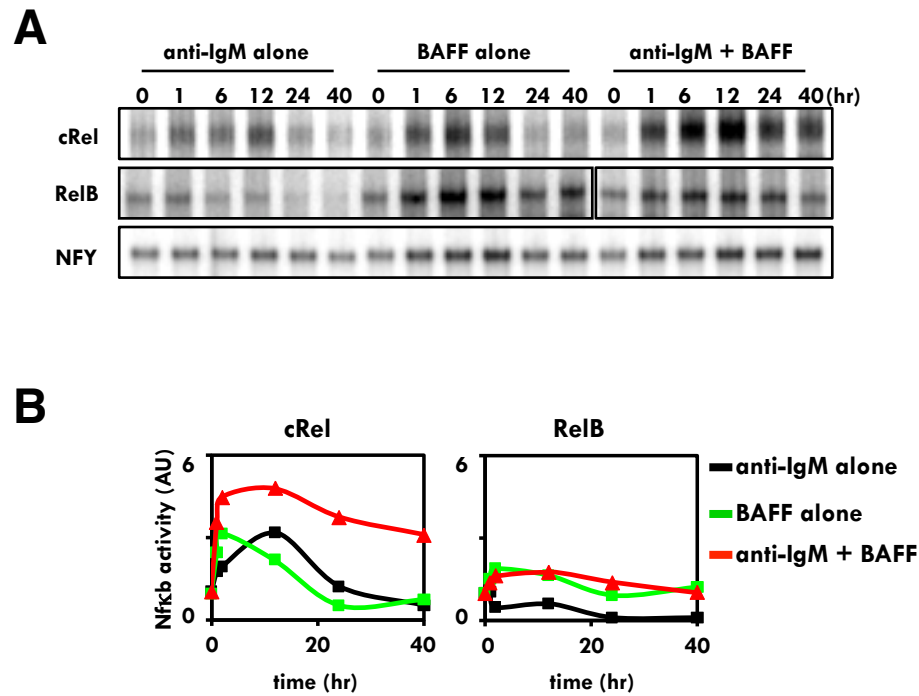 A
anti-IgM alone BAFF alone anti-IgM + BAFF
0 1 6 12 24 40 0 1 6 12 24 40 0 1 6 12 24 40(hr)
cRel
RelB
NFY
B
cRel RelB
6 6
Nfκb activity (AU)
0 0
0 20 40 0 20 40
time (hr) time (hr)
anti-IgM alone
BAFF alone
anti-IgM + BAFF